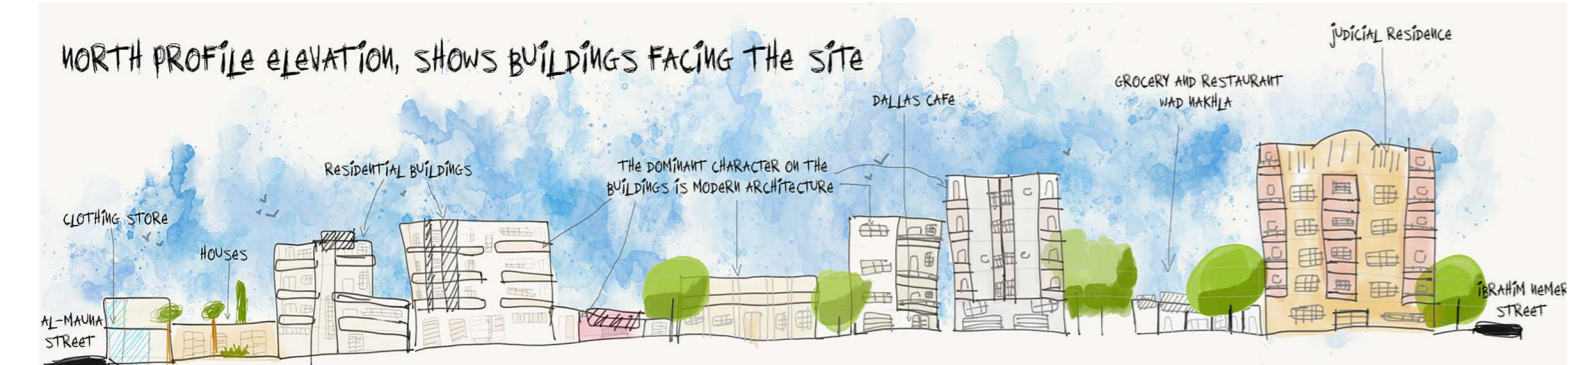 NORTH PROFILE ELEVATION, SHOWS BUILDINGS FACING THE SITE
JUDICIAL RESIDENCE
GROCERY AND RESTAURANT
WAD NAKHLA
DALLAS CAFE
THE DOMINANT CHARACTER ON THE
BUILDINGS IS MODERN ARCHITECTURE
RESIDENTIAL BUILDINGS
CLOTHING STORE
HOUSES
AL-MAUNA
STREET
IBRAHIM NEMER
STREET